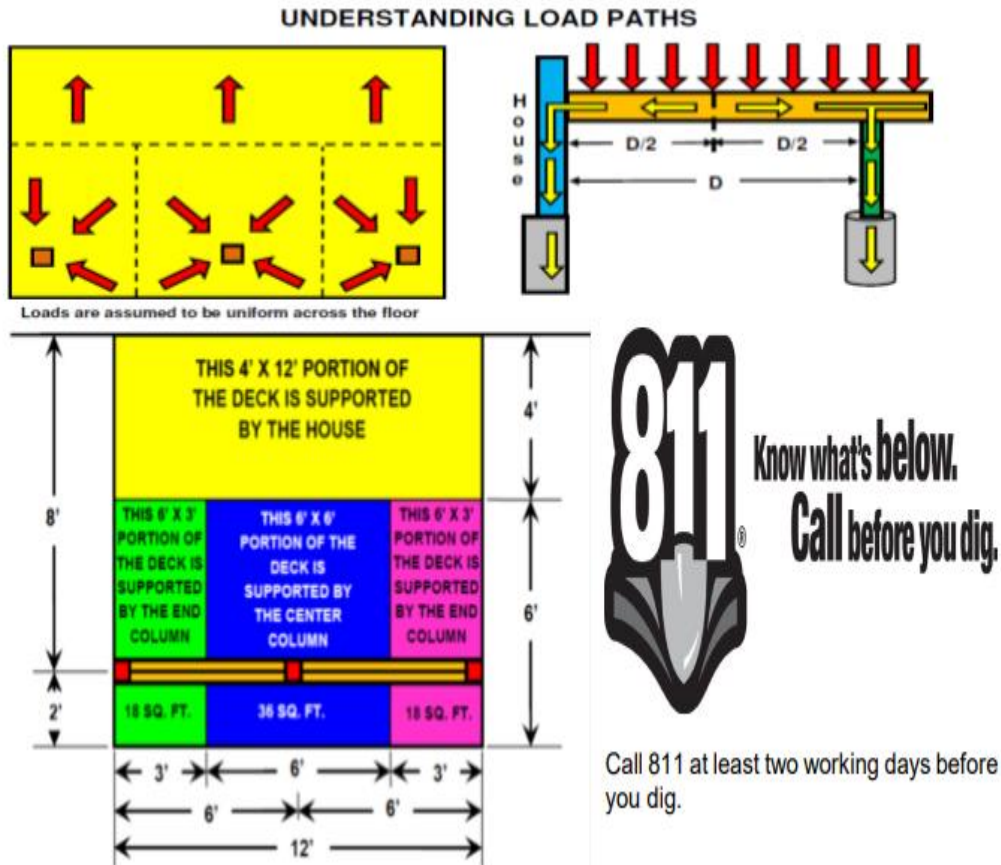 UNDERSTANDING LOAD PATHS
House
D/2
D/2
D
Loads are assumed to be uniform across the floor
THIS 4' X 12' PORTION OF
THE DECK IS SUPPORTED
BY THE HOUSE
4'
8'
THIS 6' X 3'
PORTION OF
THE DECK IS
SUPPORTED
BY THE END
COLUMN
THIS 6' X 6'
PORTION OF THE
DECK IS
SUPPORTED BY
THE CENTER
COLUMN
THIS 6' X 3'
PORTION OF
THE DECK IS
SUPPORTED
BY THE END
COLUMN
6'
2'
18 SQ. FT.
36 SQ. FT.
18 SQ. FT.
3'
6'
3'
6'
6'
12'
811®
Know what's below.
Call before you dig.
Call 811 at least two working days before
you dig.